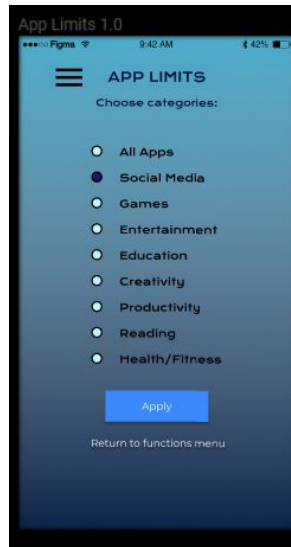 App Limits 1.0
Figma 9:42 AM 42%
APP LIMITS
Choose categories:
All Apps
Social Media
Games
Entertainment
Education
Creativity
Productivity
Reading
Health/Fitness
Apply
Return to functions menu